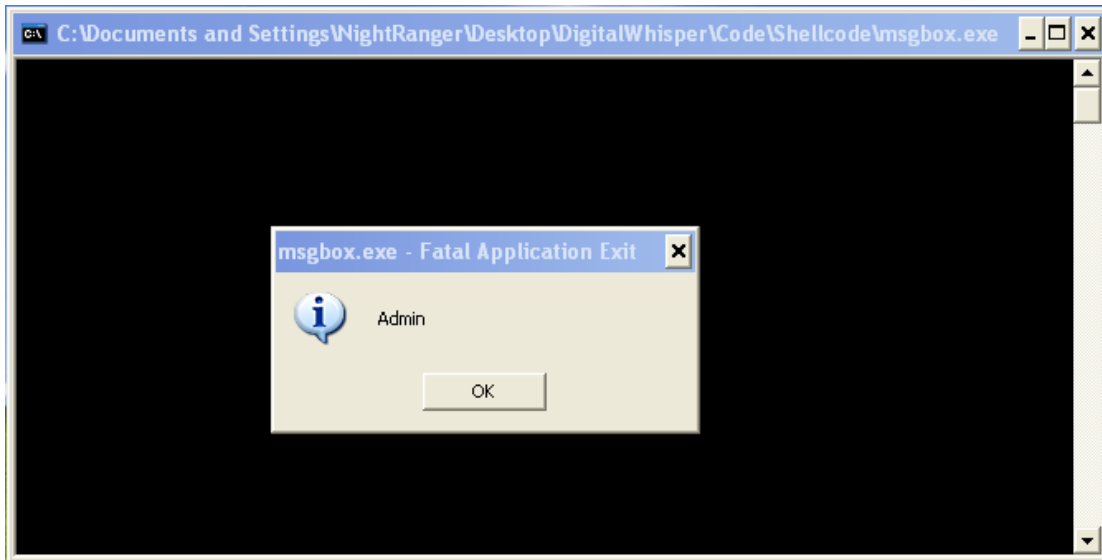 C:\Documents and Settings\NightRanger\Desktop\DigitalWhisper\Code\Shellcode\msgbox.exe
msgbox.exe - Fatal Application Exit
Admin
OK